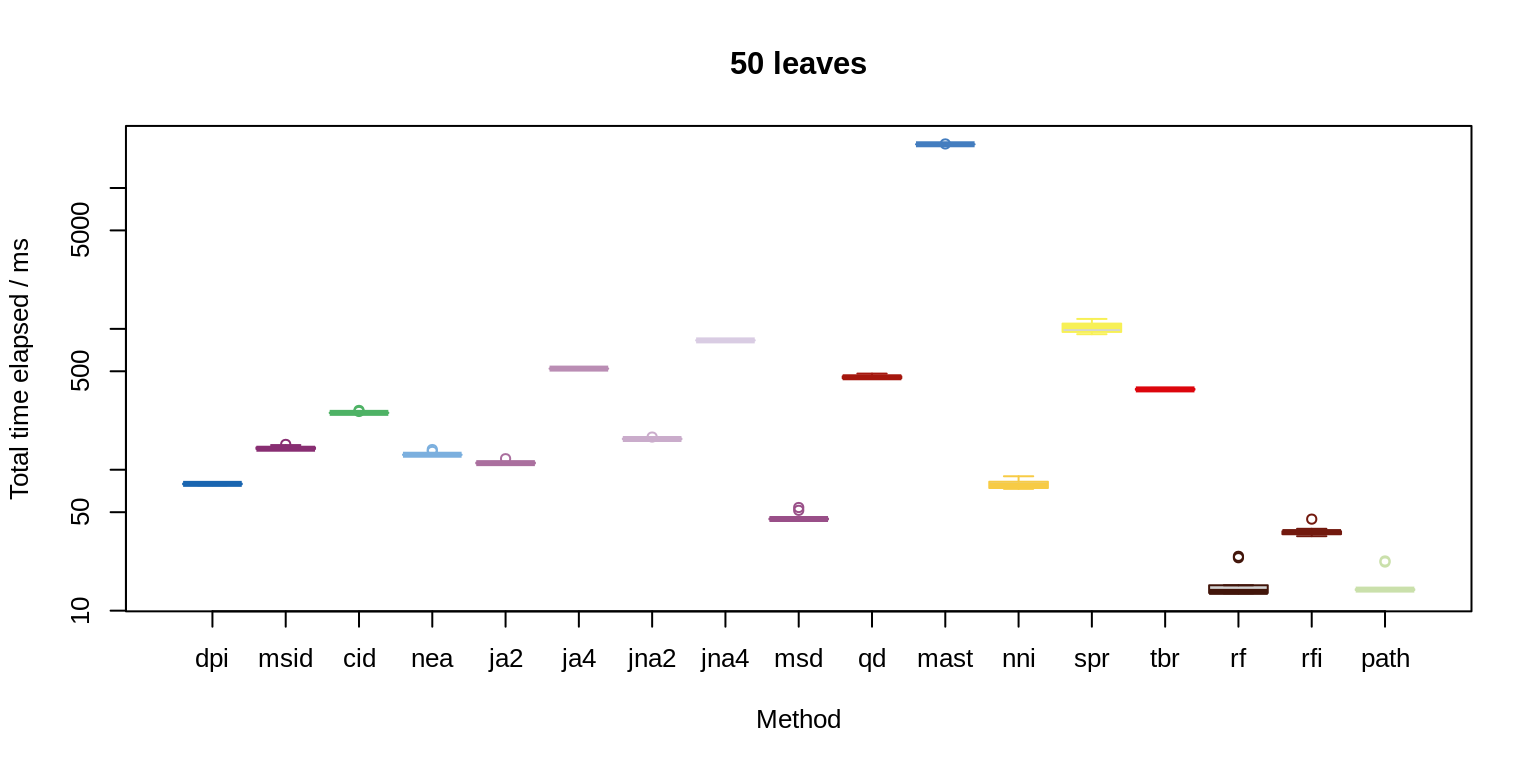 50 leaves
Total time elapsed / ms
5000
500
50
10
dpi msid cid nea ja2 ja4 jna2 jna4 msd qd mast nni spr tbr rf rfi path
Method